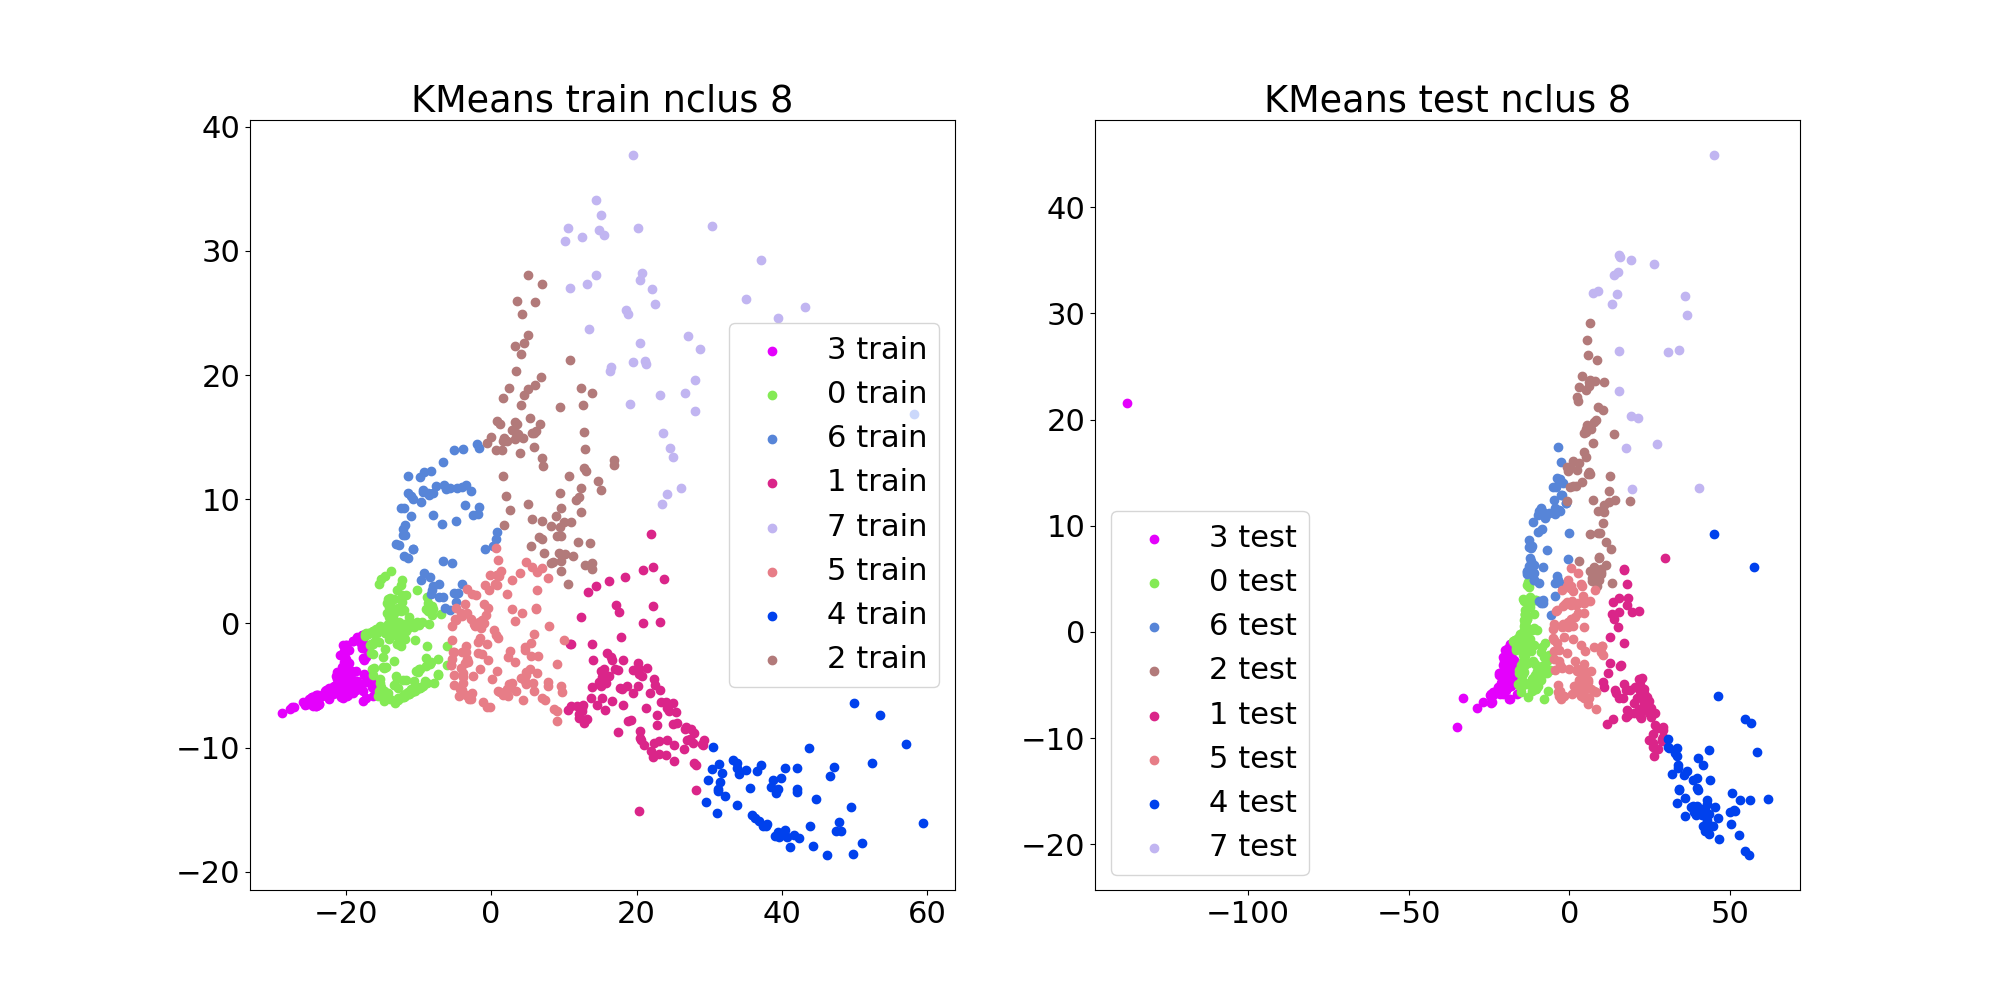 KMeans train nclus 8
40
30
20
10
0
−10
−20
−20 0 20 40 60
3 train
0 train
6 train
1 train
7 train
5 train
4 train
2 train
KMeans test nclus 8
40
30
20
10
0
−10
−20
−100 −50 0 50
3 test
0 test
6 test
2 test
1 test
5 test
4 test
7 test